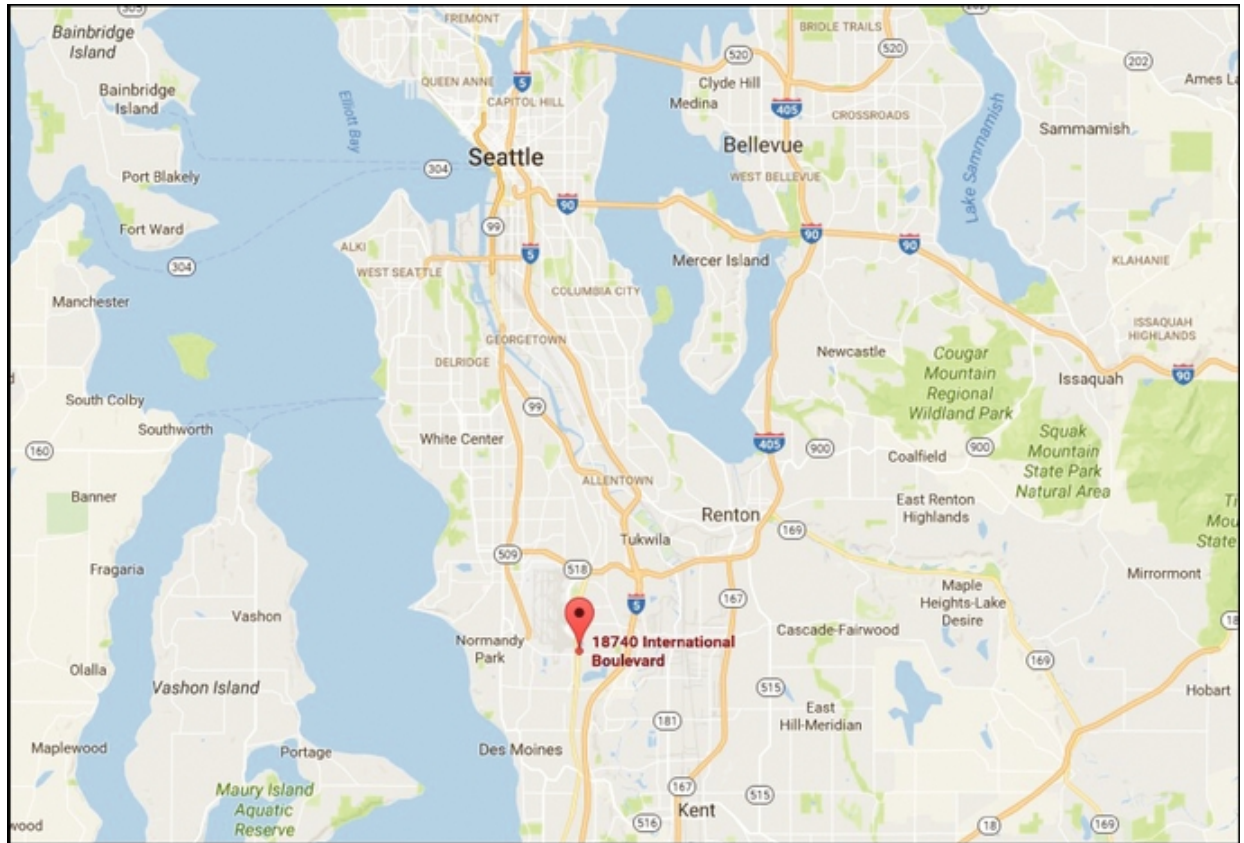 305
202
Bainbridge
Island
FREMONT
BRIDLE TRAILS
520
520
202
Clyde Hill
QUEEN ANNE
5
Ames
Bainbridge
Island
CAPITOL HILL
Medina
405
CROSSROADS
Elliott Bay
Sammamish
Lake Sammamish
Seattle
Bellevue
304
Port Blakely
WEST BELLEVUE
90
Fort Ward
99
90
ALKI
5
90
304
WEST SEATTLE
Mercer Island
KLAHANIE
COLUMBIA CITY
Manchester
ISSAQUAH
HIGHLANDS
GEORGETOWN
DELRIDGE
Newcastle
Cougar
Mountain
Regional
Wildland Park
90
Issaquah
South Colby
99
Southworth
Squak
Mountain
State Park
Natural Area
White Center
405
900
900
160
Coalfield
ALLENTOWN
Banner
East Renton
Highlands
Renton
169
Tukwila
State
509
518
Fragaria
Mirrormont
Maple
Heights-Lake
Desire
5
167
Vashon
18740 International
Boulevard
Normandy
Park
Cascade-Fairwood
169
Olalla
Vashon Island
515
Hobart
181
East
Hill-Meridian
Maplewood
Portage
Des Moines
167
515
Maury Island
Aquatic
Reserve
Kent
516
18
169
wood